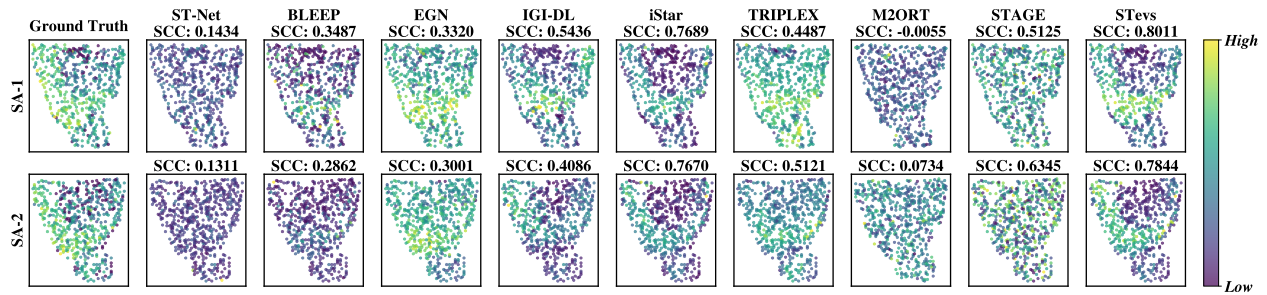 Ground Truth
ST-Net
SCC: 0.1434
BLEEP
SCC: 0.3487
EGN
SCC: 0.3320
IGI-DL
SCC: 0.5436
iStar
SCC: 0.7689
TRIPLEX
SCC: 0.4487
M2ORT
SCC: -0.0055
STAGE
SCC: 0.5125
STevs
SCC: 0.8011
High
SA-1
SCC: 0.1311
SCC: 0.2862
SCC: 0.3001
SCC: 0.4086
SCC: 0.7670
SCC: 0.5121
SCC: 0.0734
SCC: 0.6345
SCC: 0.7844
SA-2
Low